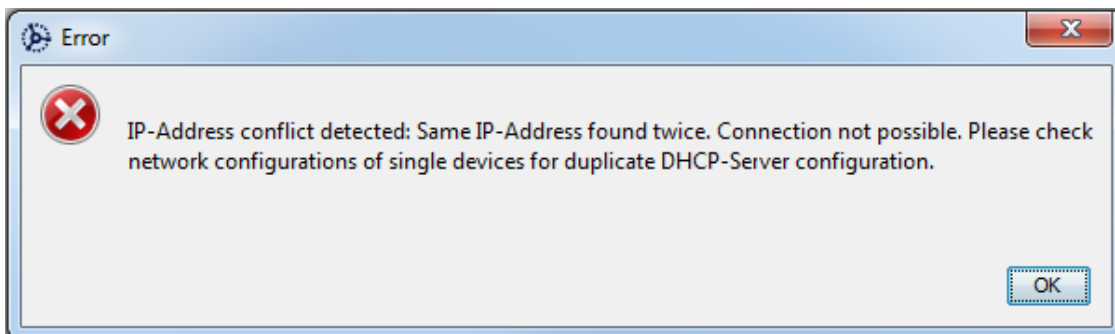 Error
IP-Address conflict detected: Same IP-Address found twice. Connection not possible. Please check
network configurations of single devices for duplicate DHCP-Server configuration.
OK